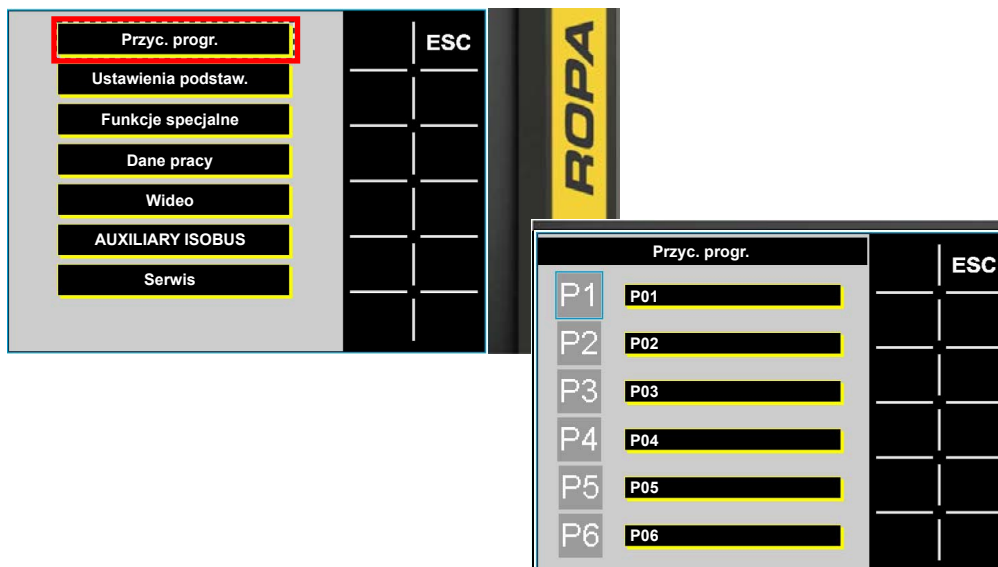 Przyc. progr.
ESC
Ustawienia podstaw.
Funkcje specjalne
Dane pracy
Wideo
AUXILIARY ISOBUS
Serwis
ROPA
Przyc. progr.
ESC
P1 P01
P2 P02
P3 P03
P4 P04
P5 P05
P6 P06